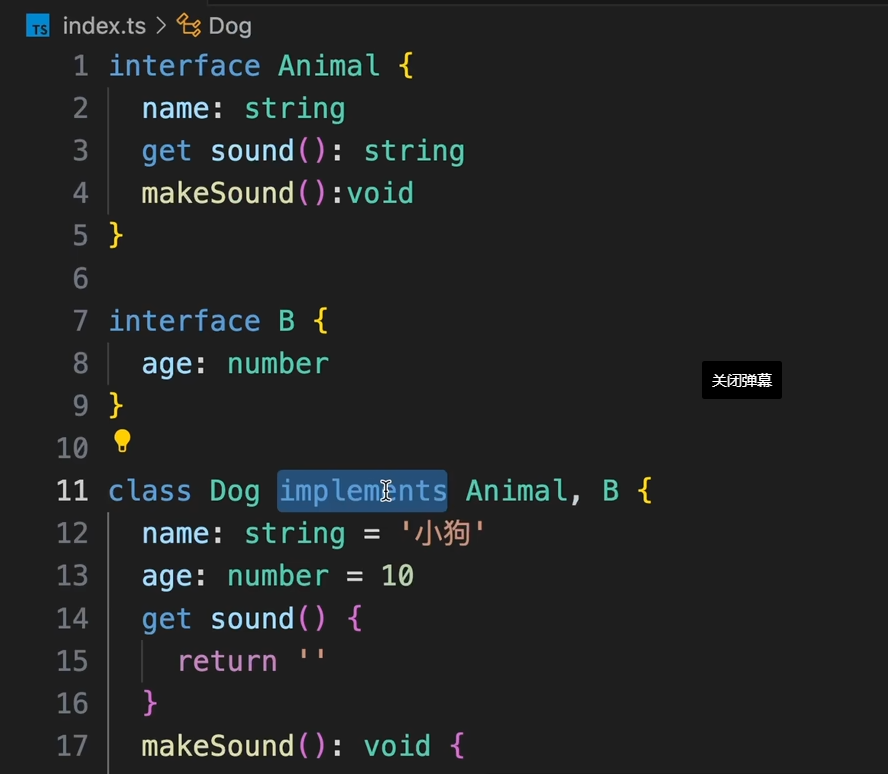 TS index.ts > Dog
1 interface Animal {
2 name: string
3 get sound(): string
4 makeSound():void
5 }
6
7 interface B {
8 age: number
关闭弹幕
9 }
10
11 class Dog implements Animal, B {
12 name: string = '小狗'
13 age: number = 10
14 get sound() {
15 return ''
16 }
17 makeSound(): void {